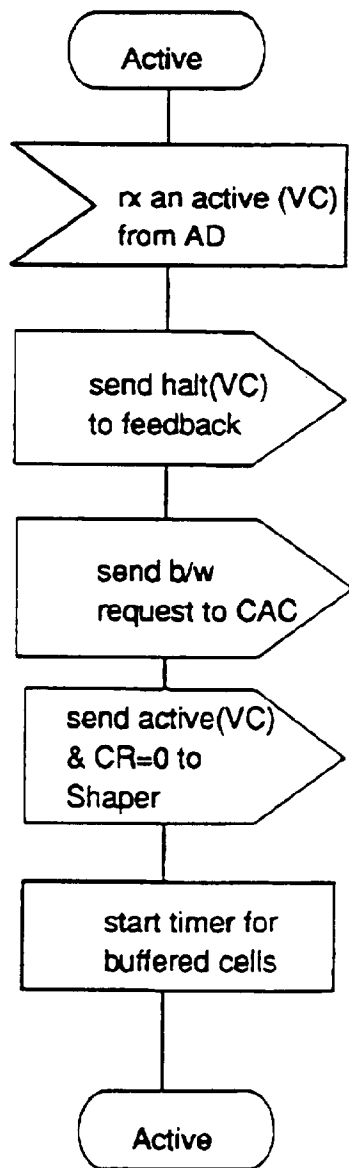 Active
rx an active (VC)
from AD
send halt(VC)
to feedback
send b/w
request to CAC
send active(VC)
& CR=0 to
Shaper
start timer for
buffered cells
Active